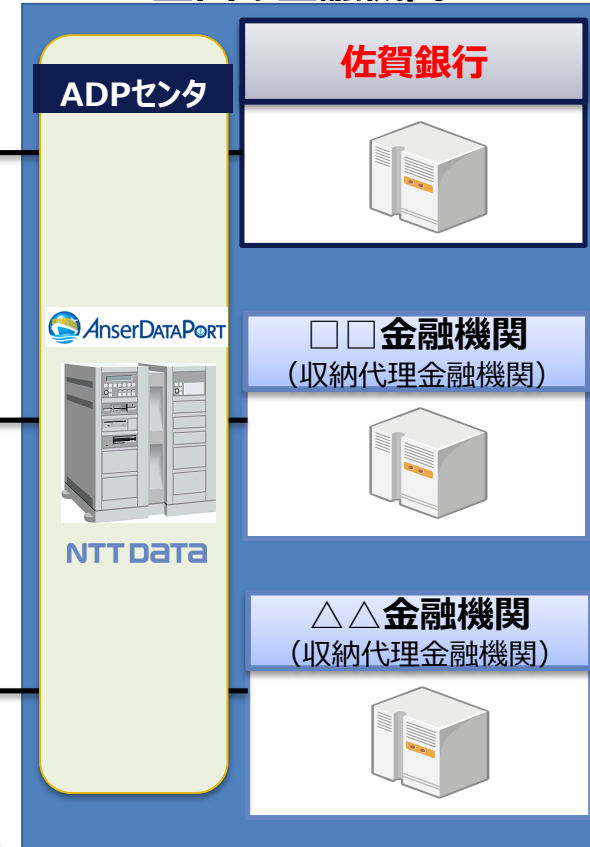 ADPセンタ
佐賀銀行
AnserDATAPORT
NTT DATA
□□金融機関
（収納代理金融機関）
△△金融機関
（収納代理金融機関）